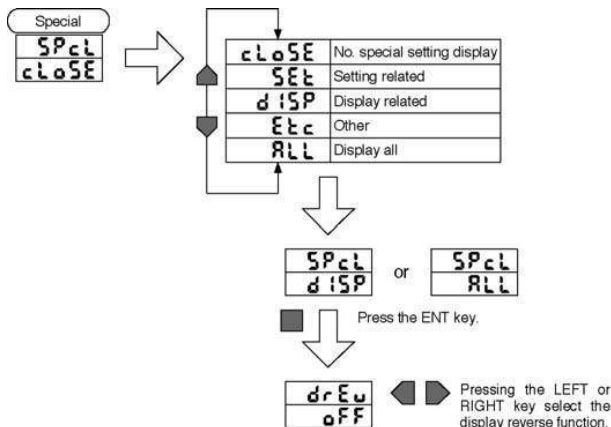 Special
SPcL
cLoSE
cLoSE No. special setting display
SEt Setting related
dISP Display related
Etc Other
ALL Display all
SPcL
dISP
or
SPcL
ALL
Press the ENT key.
drEv
oFF
Pressing the LEFT or
RIGHT key select the
display reverse function.